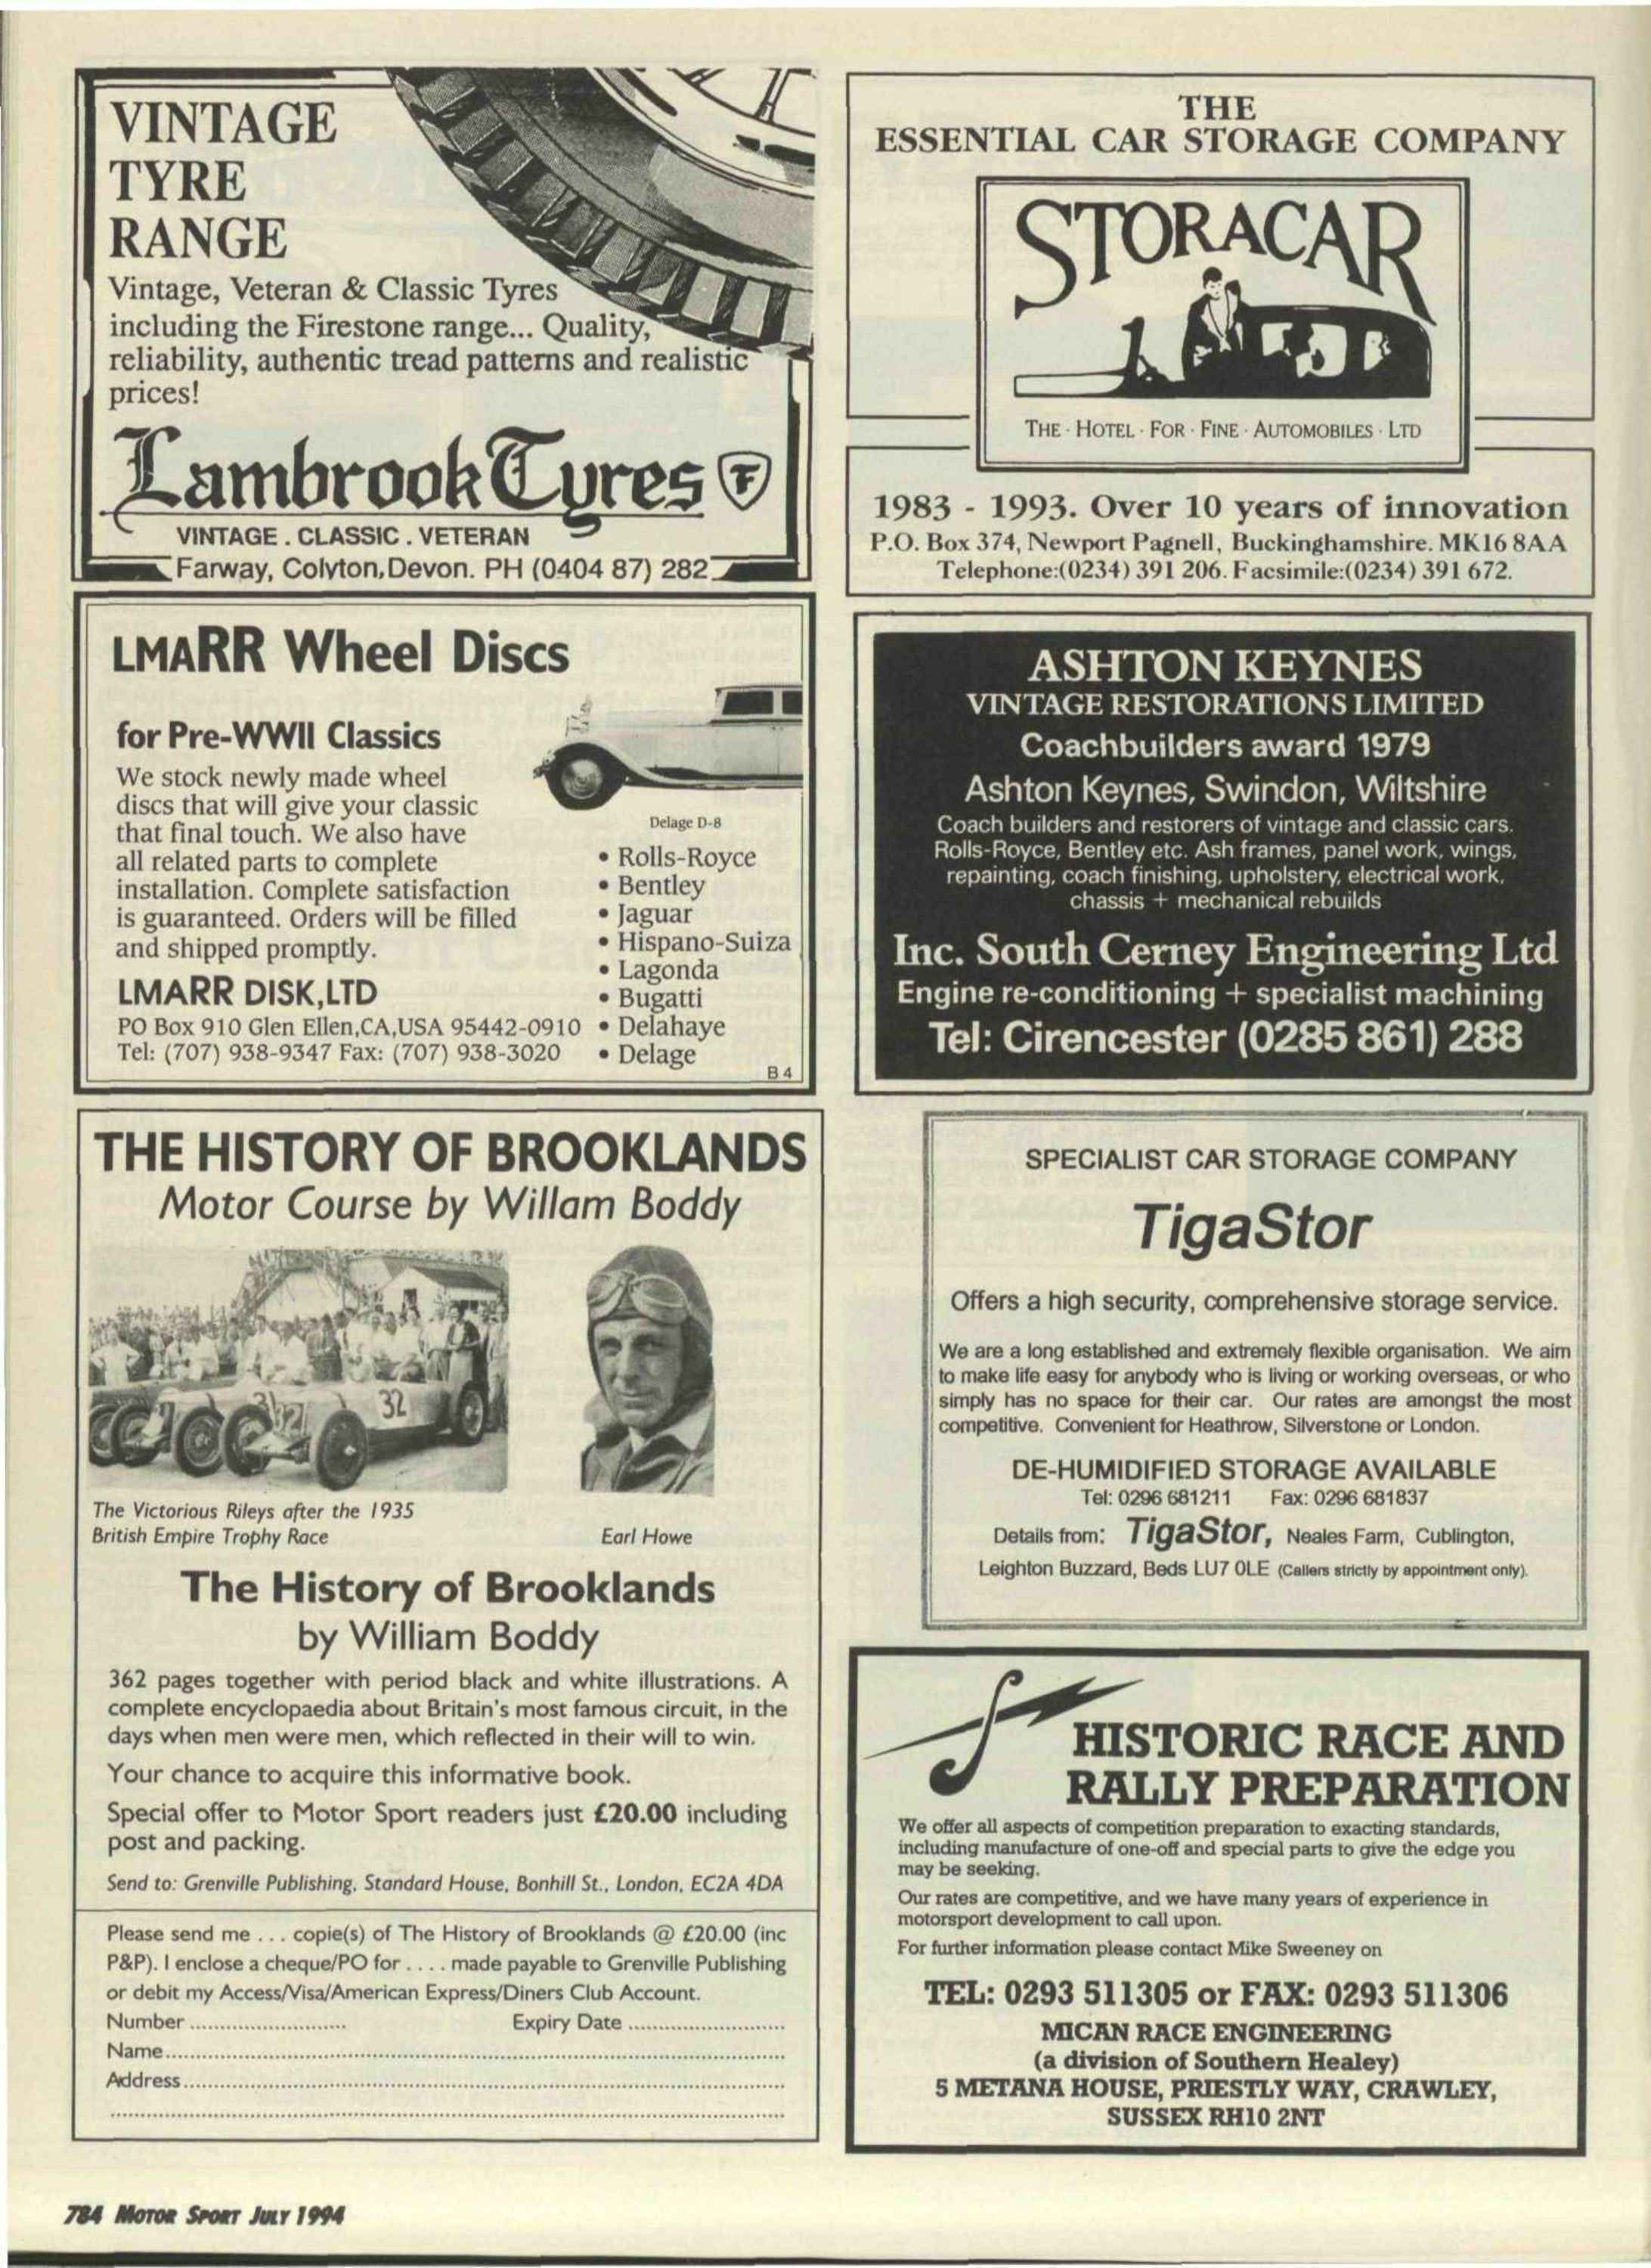 VINTAGE
TYRE
RANGE
Vintage, Veteran & Classic Tyres
including the Firestone range... Quality,
reliability, authentic tread patterns and realistic
prices!
Lambrook Tyres F
VINTAGE . CLASSIC . VETERAN
Farway, Colyton, Devon. PH (0404 87) 282
THE
ESSENTIAL CAR STORAGE COMPANY
STORACAR
THE · HOTEL · FOR · FINE · AUTOMOBILES · LTD
1983 - 1993. Over 10 years of innovation
P.O. Box 374, Newport Pagnell, Buckinghamshire. MK16 8AA
Telephone:(0234) 391 206. Facsimile:(0234) 391 672.
LMARR Wheel Discs
for Pre-WWII Classics
We stock newly made wheel
discs that will give your classic
that final touch. We also have
all related parts to complete
installation. Complete satisfaction
is guaranteed. Orders will be filled
and shipped promptly.
LMARR DISK,LTD
PO Box 910 Glen Ellen,CA,USA 95442-0910
Tel: (707) 938-9347 Fax: (707) 938-3020
Delage D-8
• Rolls-Royce
• Bentley
• Jaguar
• Hispano-Suiza
• Lagonda
• Bugatti
• Delahaye
• Delage
B 4
ASHTON KEYNES
VINTAGE RESTORATIONS LIMITED
Coachbuilders award 1979
Ashton Keynes, Swindon, Wiltshire
Coach builders and restorers of vintage and classic cars.
Rolls-Royce, Bentley etc. Ash frames, panel work, wings,
repainting, coach finishing, upholstery, electrical work,
chassis + mechanical rebuilds
Inc. South Cerney Engineering Ltd
Engine re-conditioning + specialist machining
Tel: Cirencester (0285 861) 288
THE HISTORY OF BROOKLANDS
Motor Course by Willam Boddy
32
The Victorious Rileys after the 1935
British Empire Trophy Race
Earl Howe
The History of Brooklands
by William Boddy
362 pages together with period black and white illustrations. A
complete encyclopaedia about Britain's most famous circuit, in the
days when men were men, which reflected in their will to win.
Your chance to acquire this informative book.
Special offer to Motor Sport readers just £20.00 including
post and packing.
Send to: Grenville Publishing, Standard House, Bonhill St., London, EC2A 4DA
Please send me ... copie(s) of The History of Brooklands @ £20.00 (inc
P&P). I enclose a cheque/PO for .... made payable to Grenville Publishing
or debit my Access/Visa/American Express/Diners Club Account.
Number .......................... Expiry Date ..........................
Name..........................
Address..........................
SPECIALIST CAR STORAGE COMPANY
TigaStor
Offers a high security, comprehensive storage service.
We are a long established and extremely flexible organisation. We aim
to make life easy for anybody who is living or working overseas, or who
simply has no space for their car. Our rates are amongst the most
competitive. Convenient for Heathrow, Silverstone or London.
DE-HUMIDIFIED STORAGE AVAILABLE
Tel: 0296 681211 Fax: 0296 681837
Details from: TigaStor, Neales Farm, Cublington,
Leighton Buzzard, Beds LU7 0LE (Callers strictly by appointment only).
HISTORIC RACE AND
RALLY PREPARATION
We offer all aspects of competition preparation to exacting standards,
including manufacture of one-off and special parts to give the edge you
may be seeking.
Our rates are competitive, and we have many years of experience in
motorsport development to call upon.
For further information please contact Mike Sweeney on
TEL: 0293 511305 or FAX: 0293 511306
MICAN RACE ENGINEERING
(a division of Southern Healey)
5 METANA HOUSE, PRIESTLY WAY, CRAWLEY,
SUSSEX RH10 2NT
784 MOTOR SPORT JULY 1994